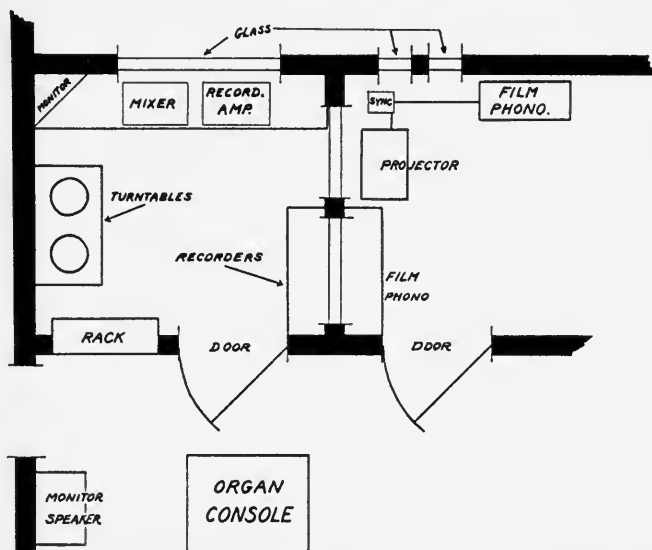 GLASS
MONITOR
MIXER
RECORD.
AMP.
SYNC
FILM
PHONO.
PROJECTOR
TURNTABLES
RECORDERS
FILM
PHONO
RACK
DOOR
DOOR
MONITOR
SPEAKER
ORGAN
CONSOLE